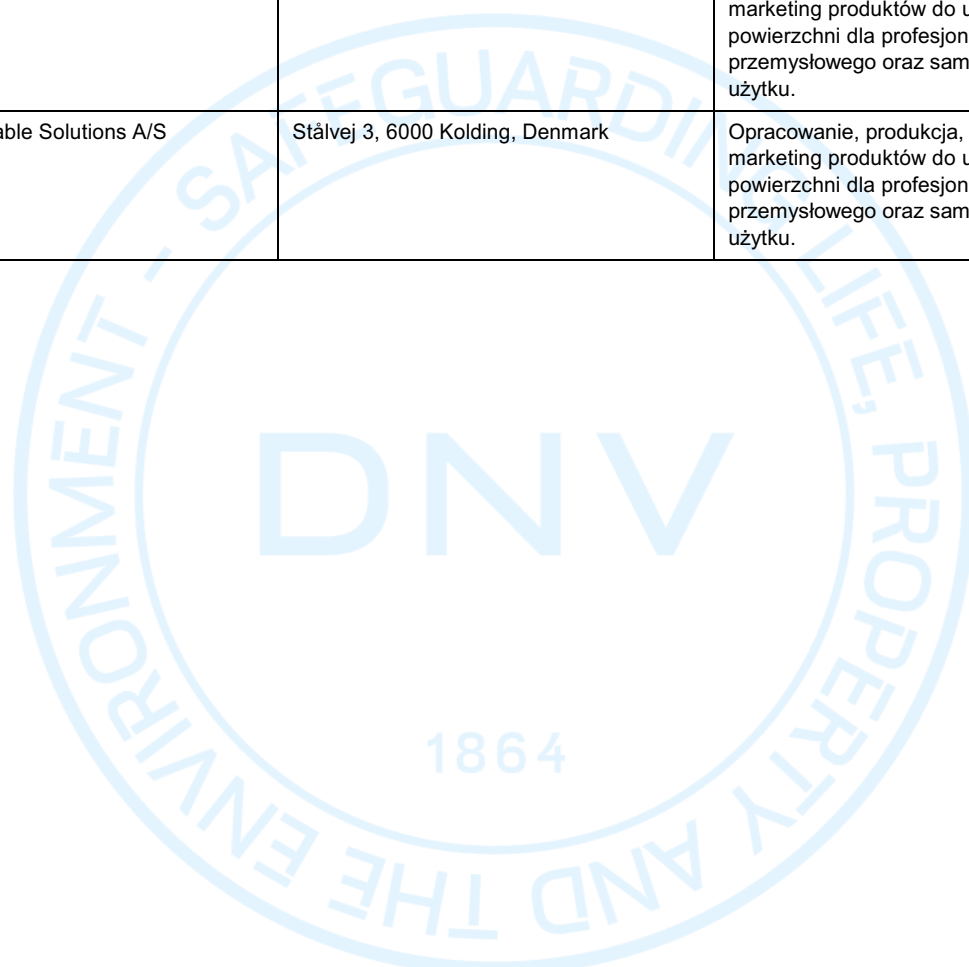 marketing produktów do u
powierzchni dla profesjon
przemysłowego oraz sam
użytku.
able Solutions A/S
Stålvej 3, 6000 Kolding, Denmark
Opracowanie, produkcja,
marketing produktów do u
powierzchni dla profesjon
przemysłowego oraz sam
użytku.
SAFEGUARDING LIFE, PROPERTY AND THE ENVIRONMENT -
DNV
1864